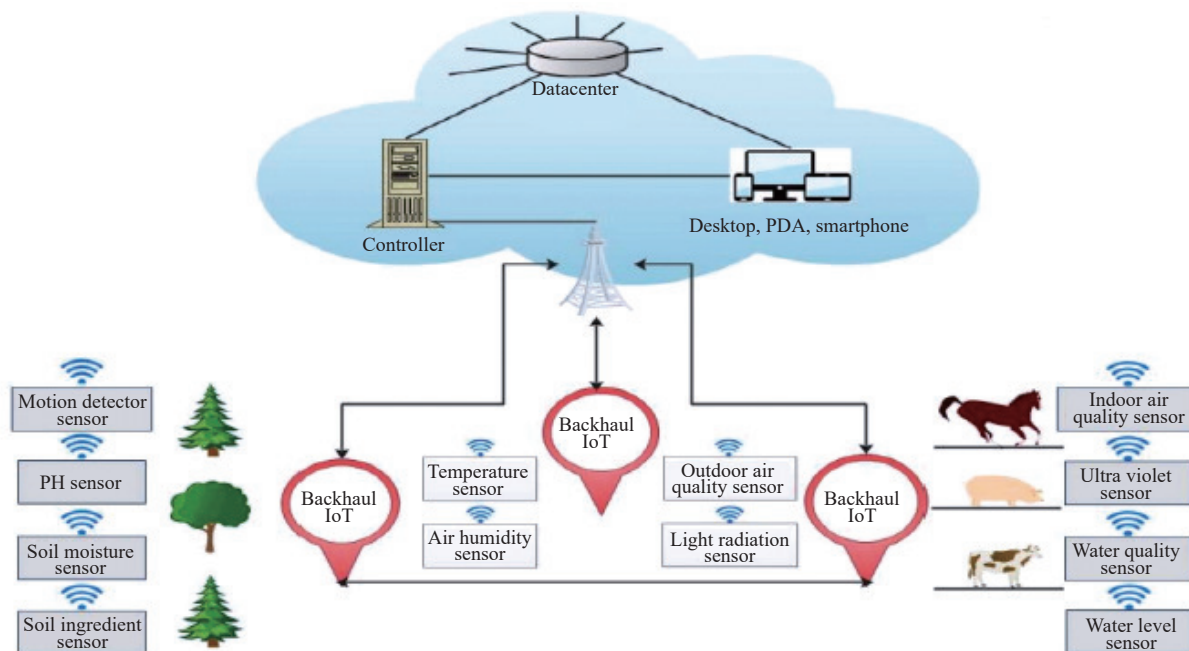 Datacenter
Controller
Desktop, PDA, smartphone
Motion detector
sensor
PH sensor
Soil moisture
sensor
Soil ingredient
sensor
Backhaul
IoT
Temperature
sensor
Air humidity
sensor
Backhaul
IoT
Outdoor air
quality sensor
Light radiation
sensor
Backhaul
IoT
Indoor air
quality sensor
Ultra violet
sensor
Water quality
sensor
Water level
sensor